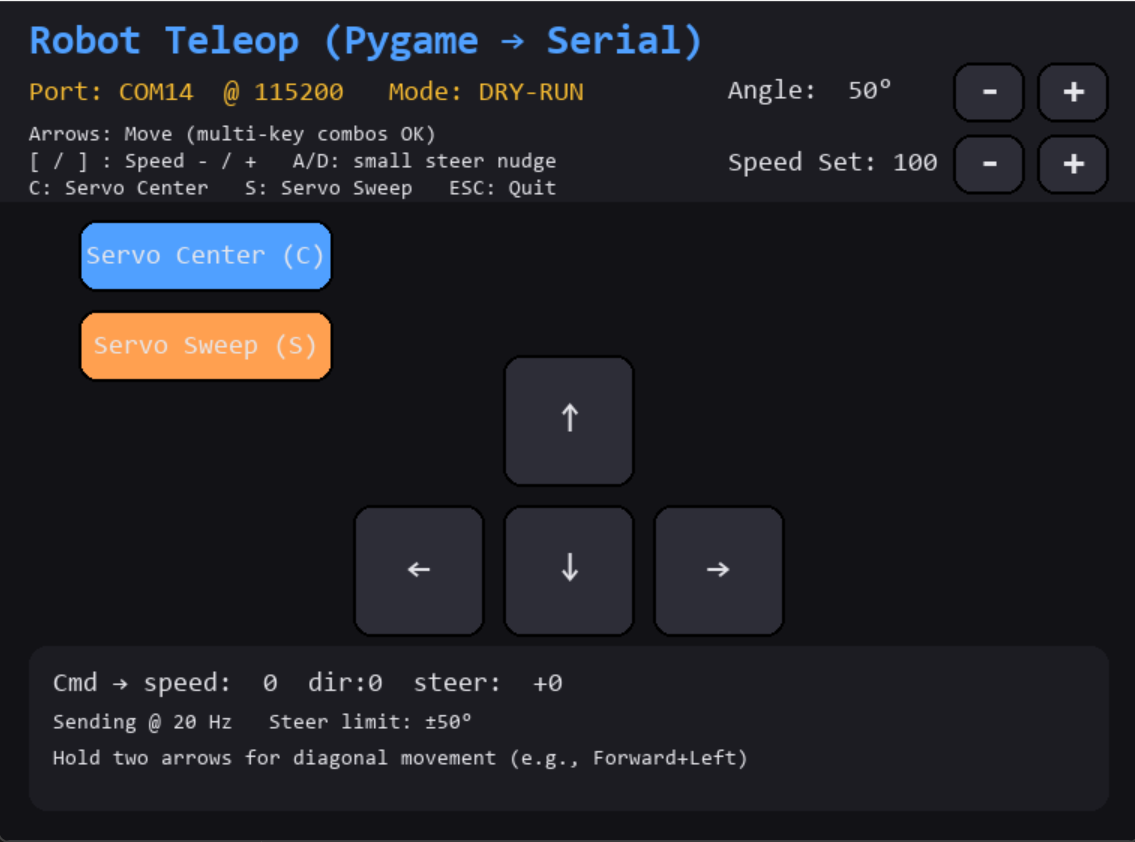 Robot Teleop (Pygame → Serial)
Port: COM14 @ 115200 Mode: DRY-RUN
Angle: 50° - +
Arrows: Move (multi-key combos OK)
[ / ] : Speed - / + A/D: small steer nudge
Speed Set: 100 - +
C: Servo Center S: Servo Sweep ESC: Quit
Servo Center (C)
Servo Sweep (S)
↑
← ↓ →
Cmd → speed: 0 dir:0 steer: +0
Sending @ 20 Hz Steer limit: ±50°
Hold two arrows for diagonal movement (e.g., Forward+Left)